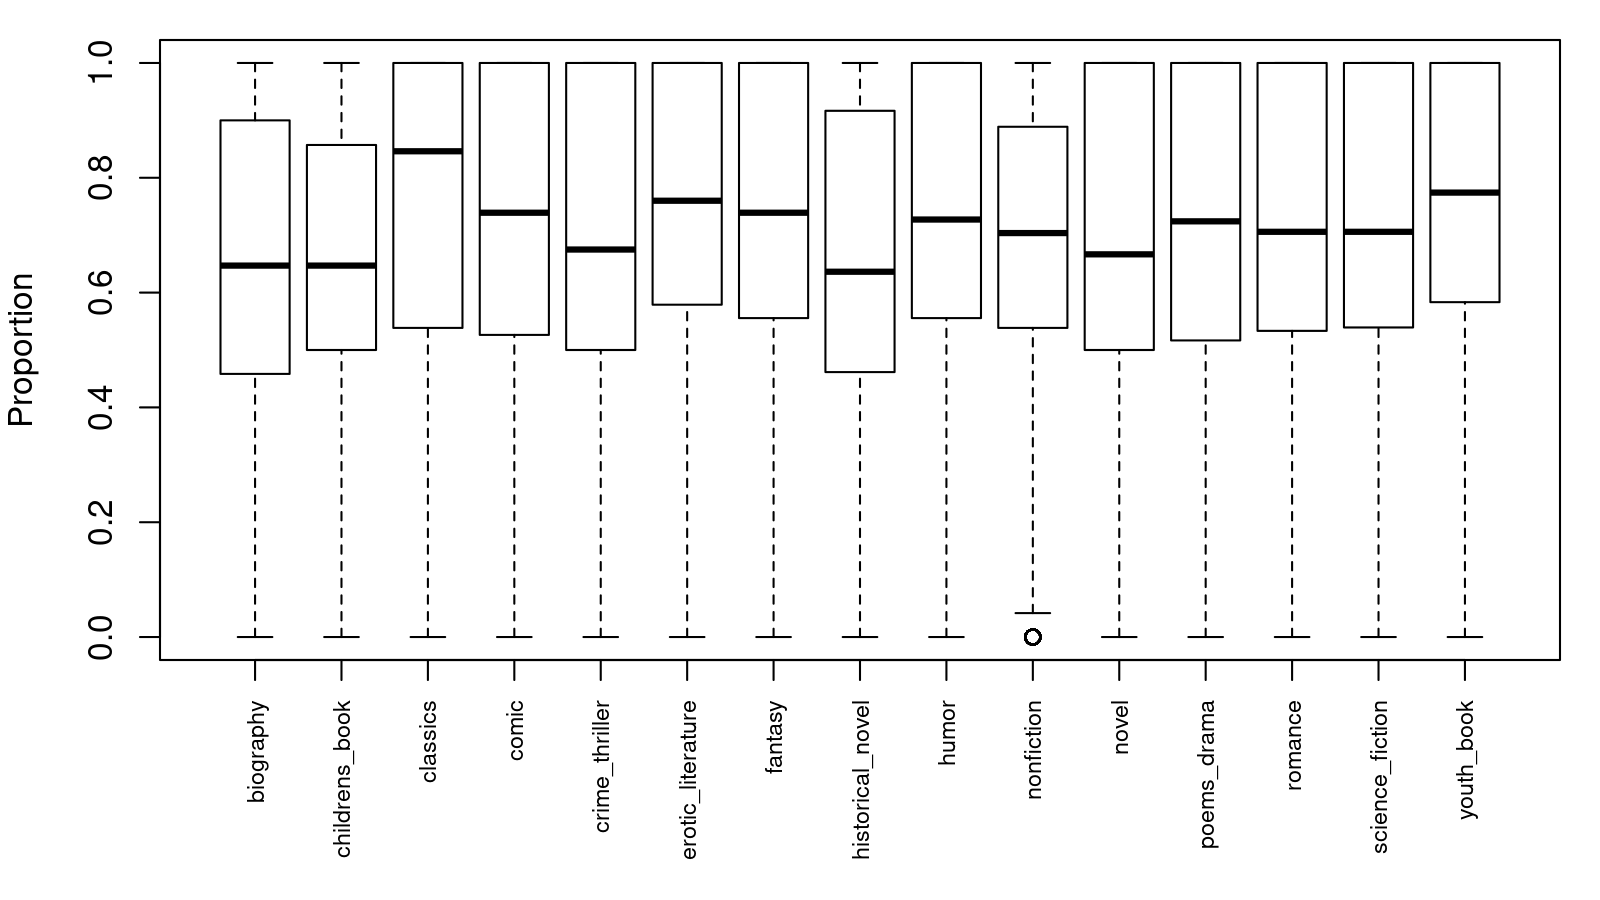 Proportion
1.0
0.8
0.6
0.4
0.2
0.0
biography
childrens_book
classics
comic
crime_thriller
erotic_literature
fantasy
historical_novel
humor
nonfiction
novel
poems_drama
romance
science_fiction
youth_book